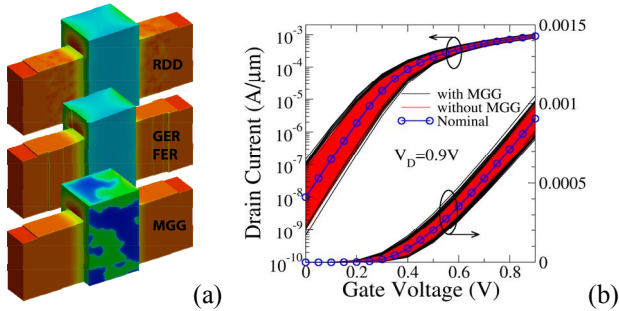 RDD
GER
FER
MGG
(a)
Drain Current (A/μm)
10⁻³
10⁻⁴
10⁻⁵
10⁻⁶
10⁻⁷
10⁻⁸
10⁻⁹
10⁻¹⁰
with MGG
without MGG
Nominal
V_D=0.9V
0.0015
0.001
0.0005
0
0 0.2 0.4 0.6 0.8
Gate Voltage (V)
(b)